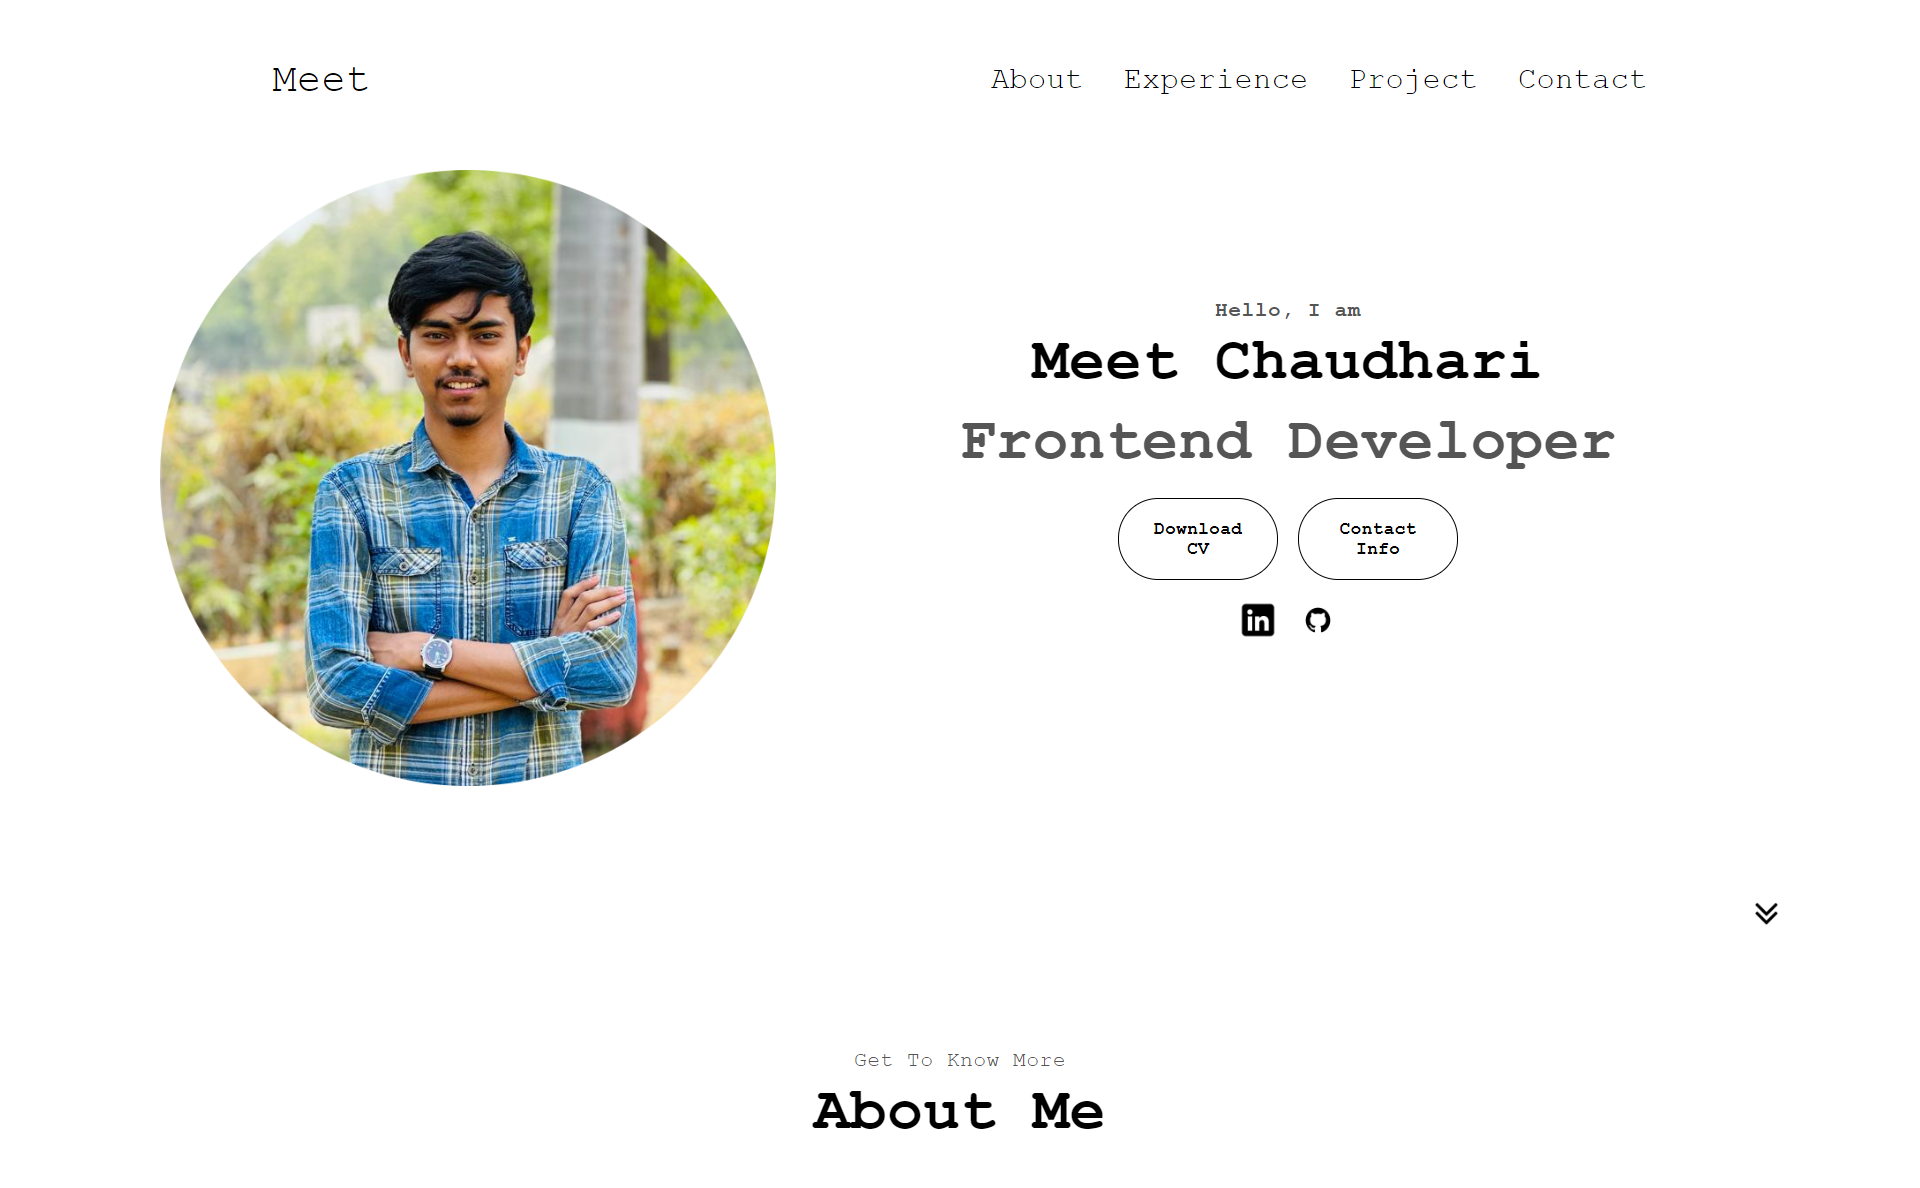 Meet
About Experience Project Contact
Hello, I am
Meet Chaudhari
Frontend Developer
Download
CV
Contact
Info
in
Get To Know More
About Me